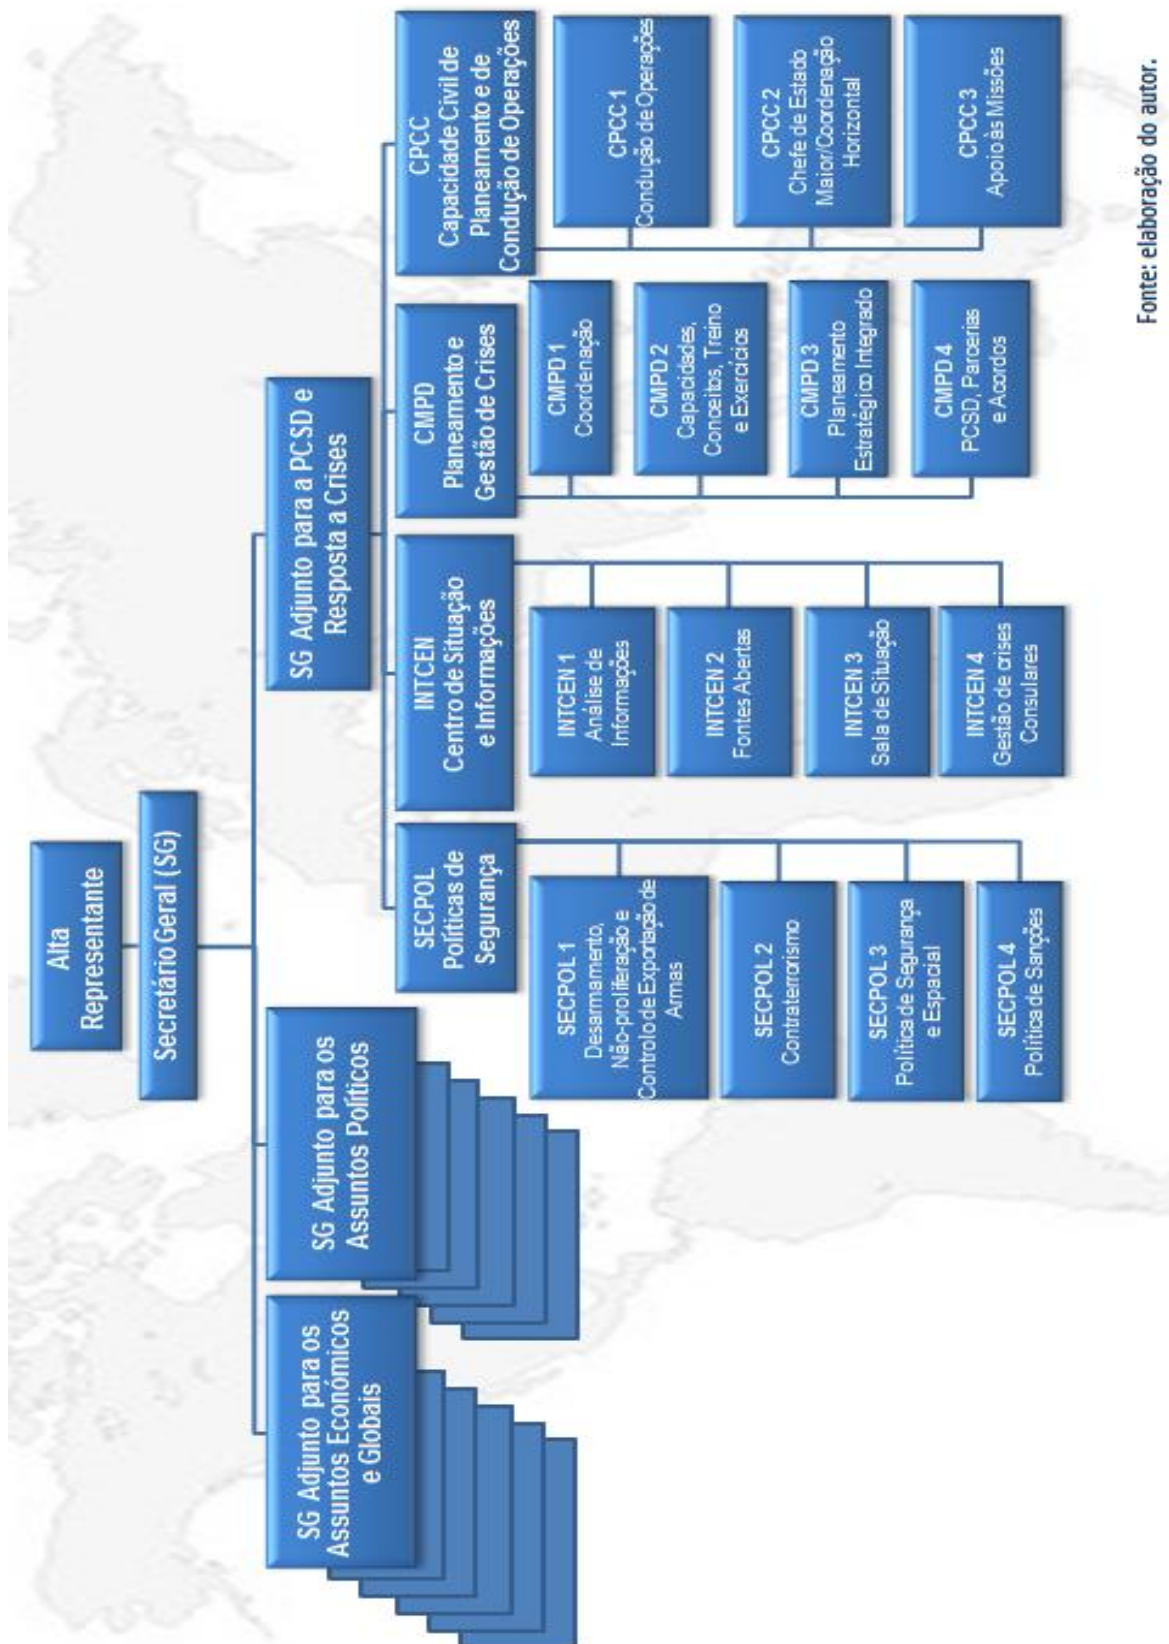 Alta
Representante
Secretário Geral (SG)
SG Adjunto para os
Assuntos Económicos
e Globais
SG Adjunto para os
Assuntos Políticos
SG Adjunto para a PCSD e
Resposta a Crises
SECPOL
Políticas de
Segurança
SECPOL 1
Desarmamento,
Não-proliferação e
Controlo de Exportação de
Armas
SECPOL 2
Contraterrorismo
SECPOL 3
Política de Segurança
e Espacial
SECPOL 4
Política de Sanções
INTCEN
Centro de Situação
e Informações
INTCEN 1
Análise de
Informações
INTCEN 2
Fontes Abertas
INTCEN 3
Sala de Situação
INTCEN 4
Gestão de crises
Consulares
CMPD
Planeamento e
Gestão de Crises
CMPD 1
Coordenação
CMPD 2
Capacidades,
Conceitos, Treino
e Exercícios
CMPD 3
Planeamento
Estratégico Integrado
CMPD 4
PCSD, Parcerias
e Acordos
CPCC
Capacidade Civil de
Planeamento e de
Condução de Operações
CPCC 1
Condução de Operações
CPCC 2
Chefe de Estado
Maior/Coordenação
Horizontal
CPCC 3
Apoio às Missões
Fonte: elaboração do autor.